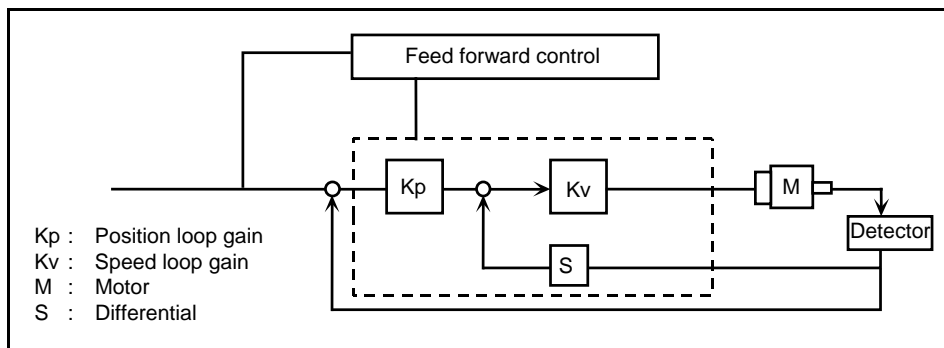 Feed forward control
Kp
Kv
M
Detector
S
Kp : Position loop gain
Kv : Speed loop gain
M : Motor
S : Differential